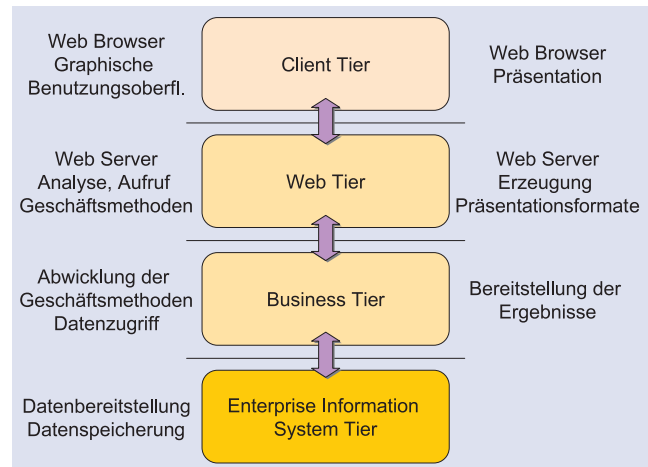 Web Browser
Graphische
Benutzungsoberfl.
Client Tier
Web Browser
Präsentation
Web Server
Analyse, Aufruf
Geschäftsmethoden
Web Tier
Web Server
Erzeugung
Präsentationsformate
Abwicklung der
Geschäftsmethoden
Datenzugriff
Business Tier
Bereitstellung der
Ergebnisse
Datenbereitstellung
Datenspeicherung
Enterprise Information
System Tier